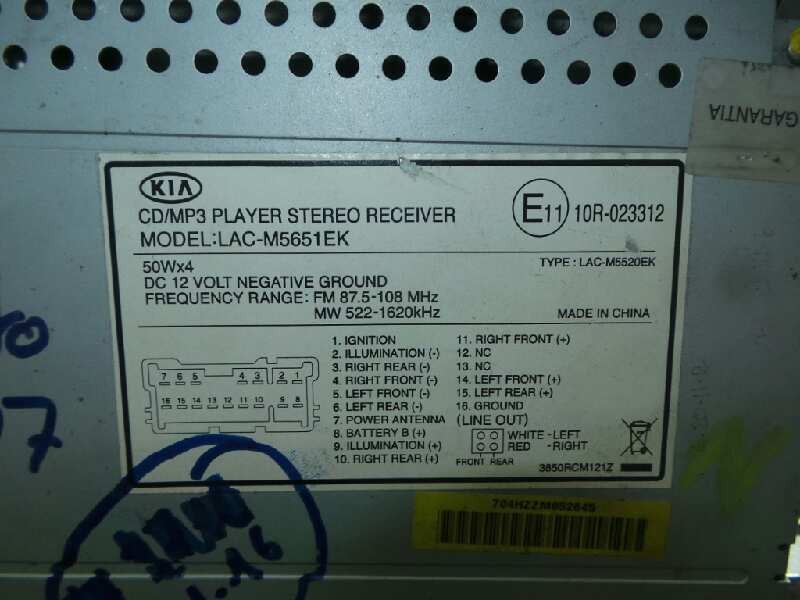 GARANTIA
KIA
CD/MP3 PLAYER STEREO RECEIVER
MODEL:LAC-M5651EK
E11 10R-023312
50Wx4
TYPE : LAC-M5520EK
DC 12 VOLT NEGATIVE GROUND
FREQUENCY RANGE: FM 87.5-108 MHz
MW 522-1620kHz
MADE IN CHINA
1. IGNITION
2. ILLUMINATION (-)
3. RIGHT REAR (-)
4. RIGHT FRONT (-)
5. LEFT FRONT (-)
6. LEFT REAR (-)
7. POWER ANTENNA
8. BATTERY B (+)
9. ILLUMINATION (+)
10. RIGHT REAR (+)
11. RIGHT FRONT (+)
12. NC
13. NC
14. LEFT FRONT (+)
15. LEFT REAR (+)
16. GROUND
(LINE OUT)
WHITE -LEFT
RED -RIGHT
FRONT REAR
7 6 5 4 3 2 1
16 15 14 13 12 11 10 9 8
3850RCM121Z